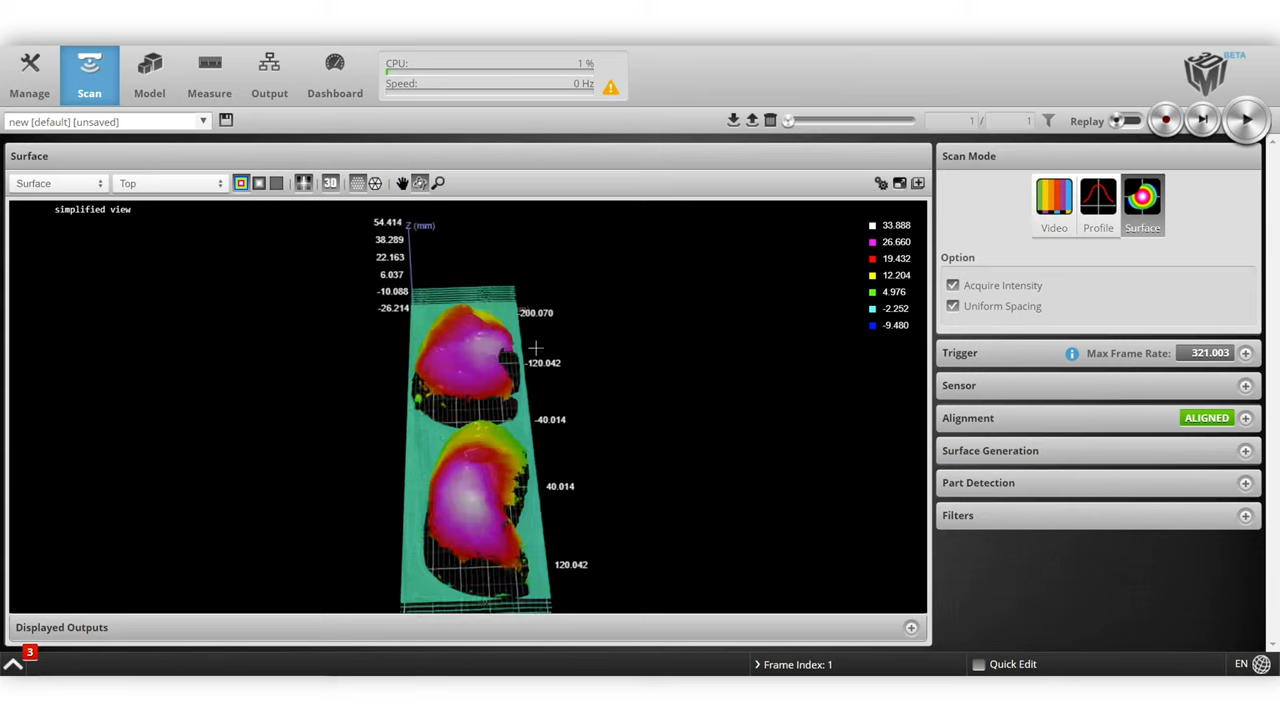 BETA
Manage
Scan
Model
Measure
Output
Dashboard
CPU: 1 %
Speed: 0 Hz
new [default] [unsaved]
1 / 1
Replay
Surface
Surface
Top
3D
simplified view
Z (mm)
54.414
38.289
22.163
6.037
-10.088
-26.214
-200.070
-120.042
-40.014
40.014
120.042
33.888
26.660
19.432
12.204
4.976
-2.252
-9.480
Displayed Outputs
Scan Mode
Video
Profile
Surface
Option
Acquire Intensity
Uniform Spacing
Trigger
Max Frame Rate: 321.003
Sensor
Alignment
ALIGNED
Surface Generation
Part Detection
Filters
3
Frame Index: 1
Quick Edit
EN